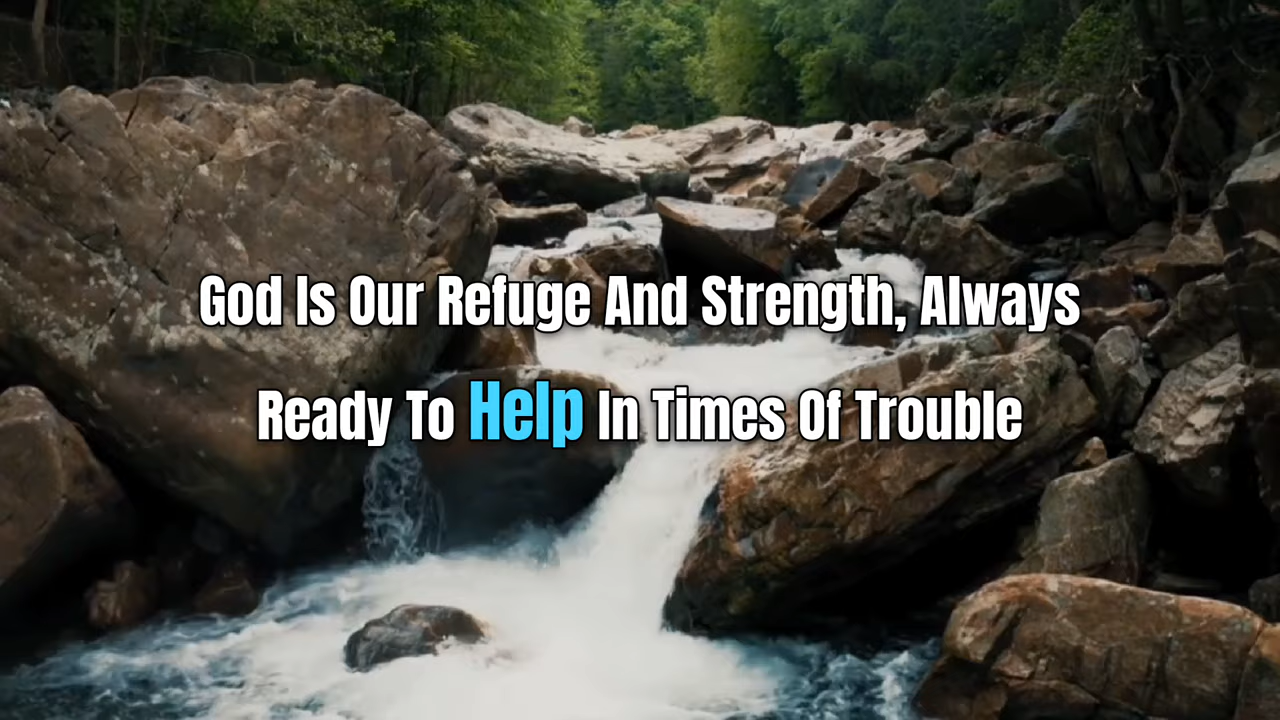 God Is Our Refuge And Strength, Always
Ready To Help In Times Of Trouble